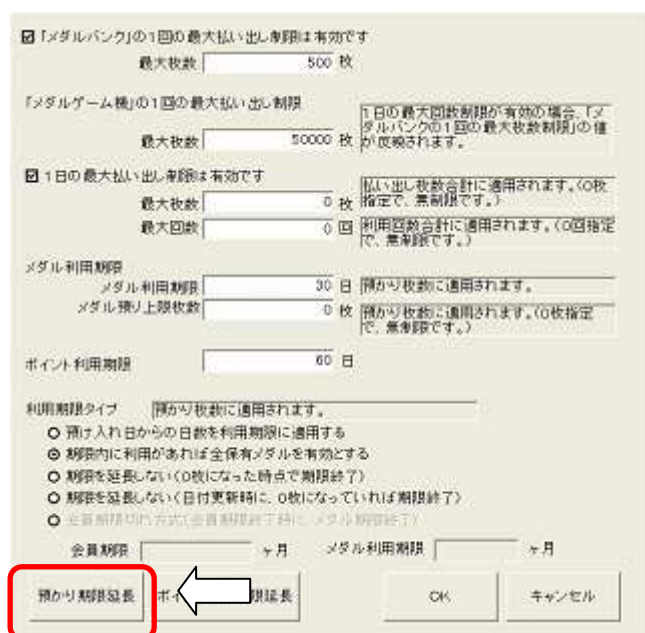 「メダルバンク」の1回の最大払い出し制限は有効です
最大枚数 500 枚
「メダルゲーム機」の1回の最大払い出し制限
1日の最大回数制限が有効の場合、「メ
ダルバンクの1回の最大枚数制限」の値
が反映されます。
最大枚数 50000 枚
1日の最大払い出し制限は有効です
払い出し枚数合計に適用されます。(0枚
指定で、無制限です。)
最大枚数 0 枚
最大回数 0 回
利用回数合計に適用されます。(0回指定
で、無制限です。)
メダル利用期限
メダル利用期限 30 日 預かり枚数に適用されます。
メダル預り上限枚数 0 枚
預かり枚数に適用されます。(0枚指定
で、無制限です。)
ポイント利用期限 60 日
利用期限タイプ 預かり枚数に適用されます。
預け入れ日からの日数を利用期限に適用する
期限内に利用があれば全保有メダルを有効とする
期限を延長しない(0枚になった時点で期限終了)
期限を延長しない(日付更新時に、0枚になっていれば期限終了)
会員期限切れ方式(会員期限終了時に、メダル期限終了)
会員期限 ヶ月 メダル利用期限 ヶ月
預かり期限延長 ポイ 限延長 OK キャンセル